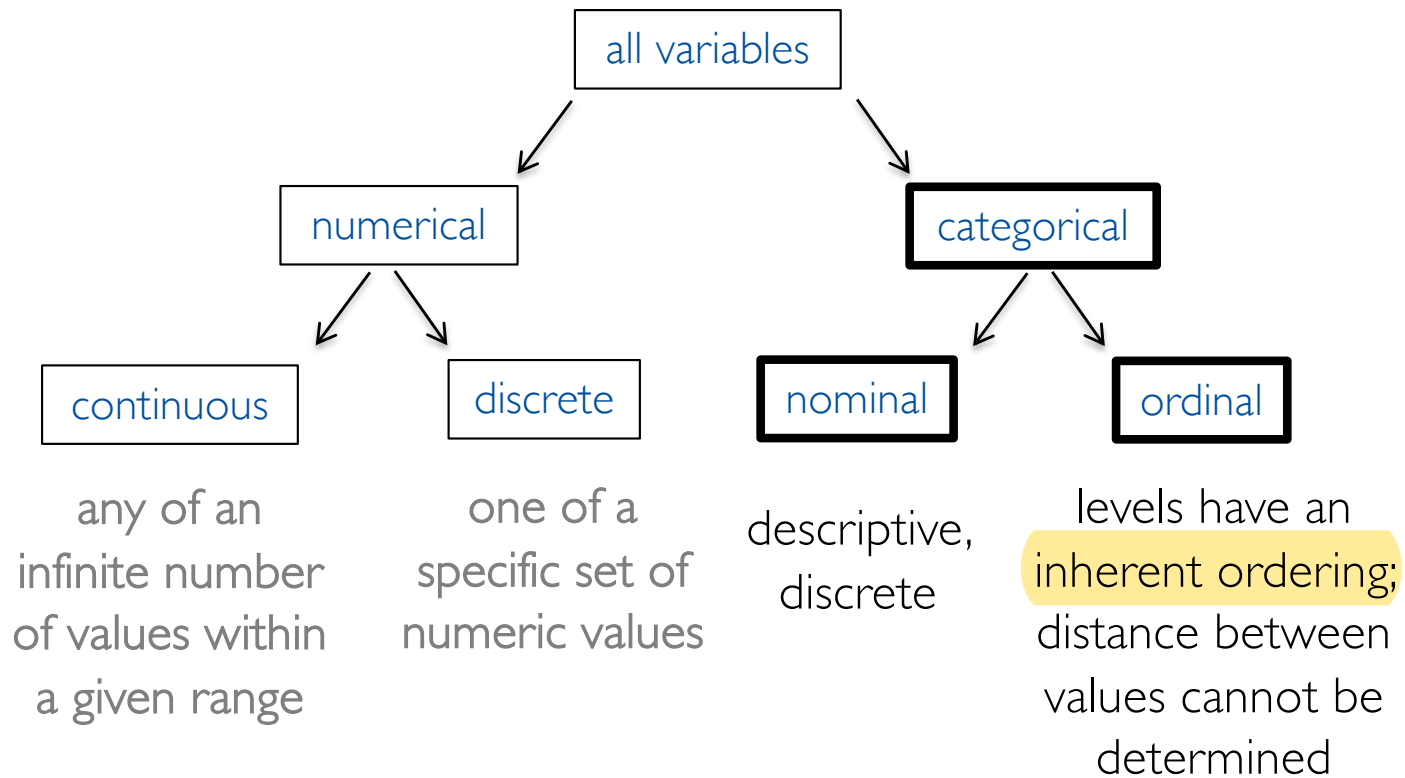 all variables
numerical
categorical
continuous
discrete
nominal
ordinal
any of an
infinite number
of values within
a given range
one of a
specific set of
numeric values
descriptive,
discrete
levels have an
inherent ordering;
distance between
values cannot be
determined